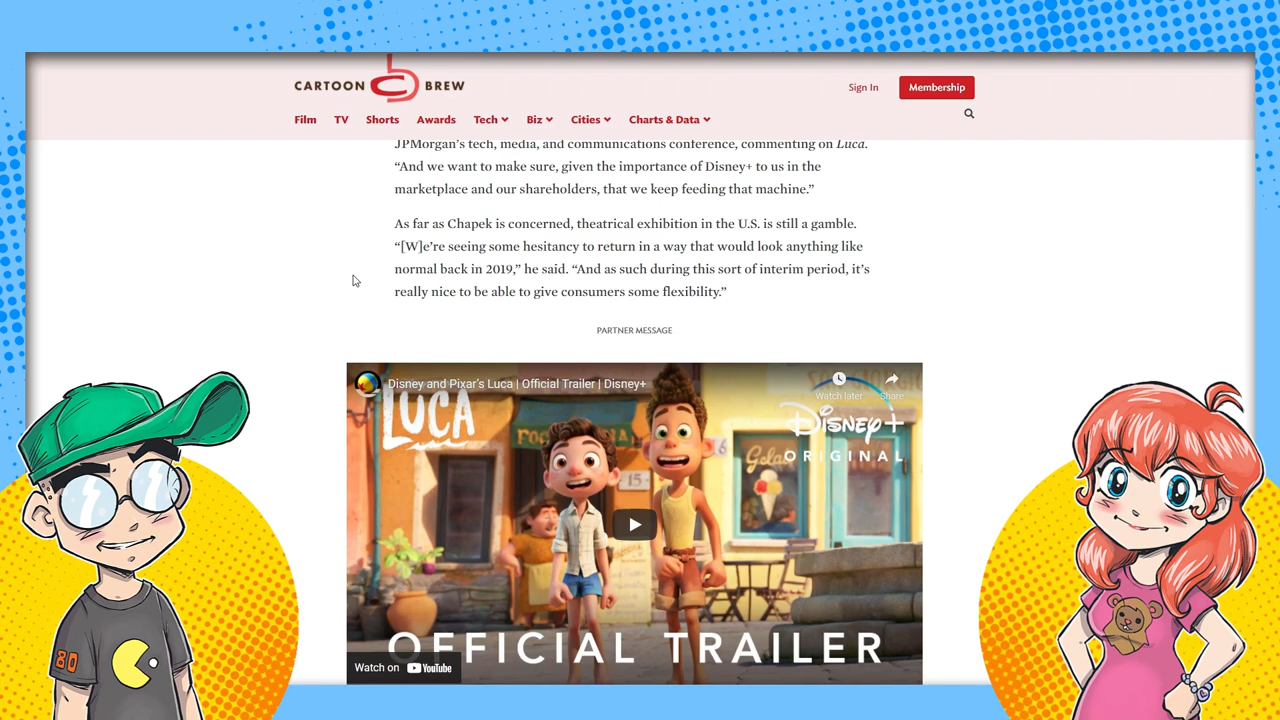 CARTOON BREW
Sign In
Membership
Film TV Shorts Awards Tech Biz Cities Charts & Data
JPMorgan's tech, media, and communications conference, commenting on Luca.
“And we want to make sure, given the importance of Disney+ to us in the
marketplace and our shareholders, that we keep feeding that machine.”
As far as Chapek is concerned, theatrical exhibition in the U.S. is still a gamble.
“[W]e're seeing some hesitancy to return in a way that would look anything like
normal back in 2019,” he said. “And as such during this sort of interim period, it's
really nice to be able to give consumers some flexibility.”
PARTNER MESSAGE
Disney and Pixar's Luca | Official Trailer | Disney+
Watch later
Share
LUCA
Disney+
ORIGINAL
15
6
Gelato
OFFICIAL TRAILER
Watch on YouTube
80